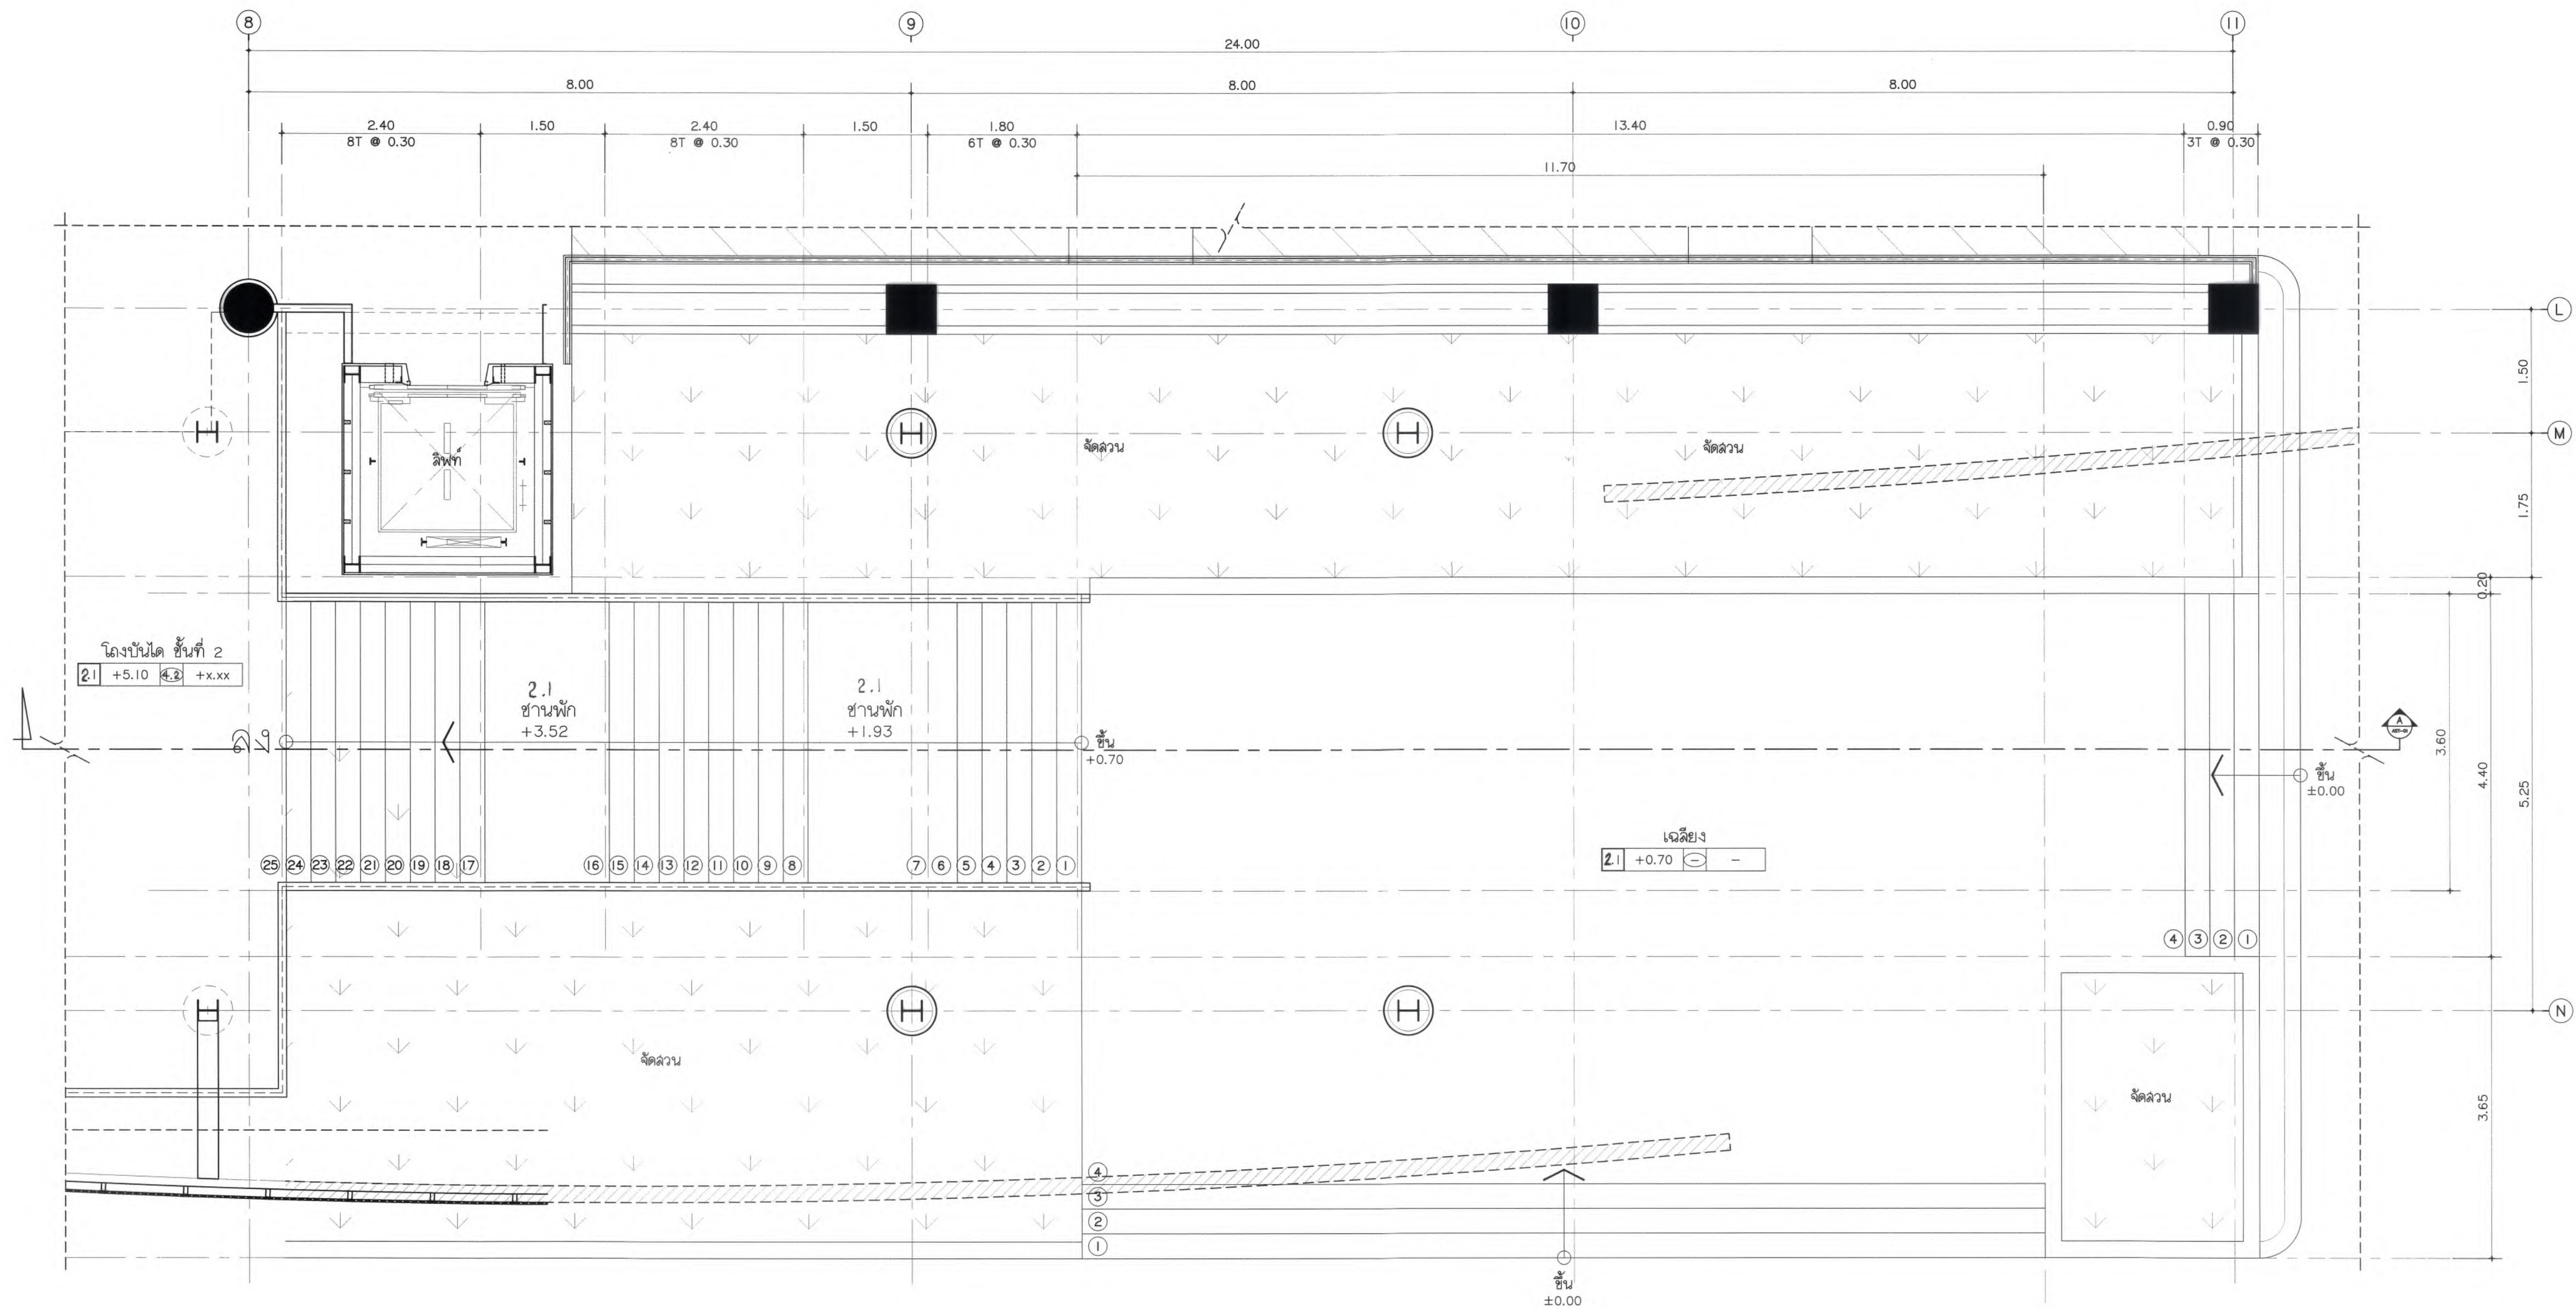 8
9
10
11
24.00
8.00
8.00
8.00
2.40
8T @ 0.30
1.50
2.40
8T @ 0.30
1.50
1.80
6T @ 0.30
13.40
0.90
3T @ 0.30
11.70
L
1.50
ลิฟท์
จัดสวน
จัดสวน
M
1.75
0.20
โถงบันได ชั้นที่ 2
2.1 +5.10 4.2 +x.xx
2.1
ชานพัก
+3.52
2.1
ชานพัก
+1.93
ขึ้น
+0.70
A
3.60
4.40
5.25
ขึ้น
±0.00
เฉลียง
2.1 +0.70 - -
25 24 23 22 21 20 19 18 17 16 15 14 13 12 11 10 9 8 7 6 5 4 3 2 1
4 3 2 1
N
จัดสวน
จัดสวน
3.65
4
3
2
1
ขึ้น
±0.00